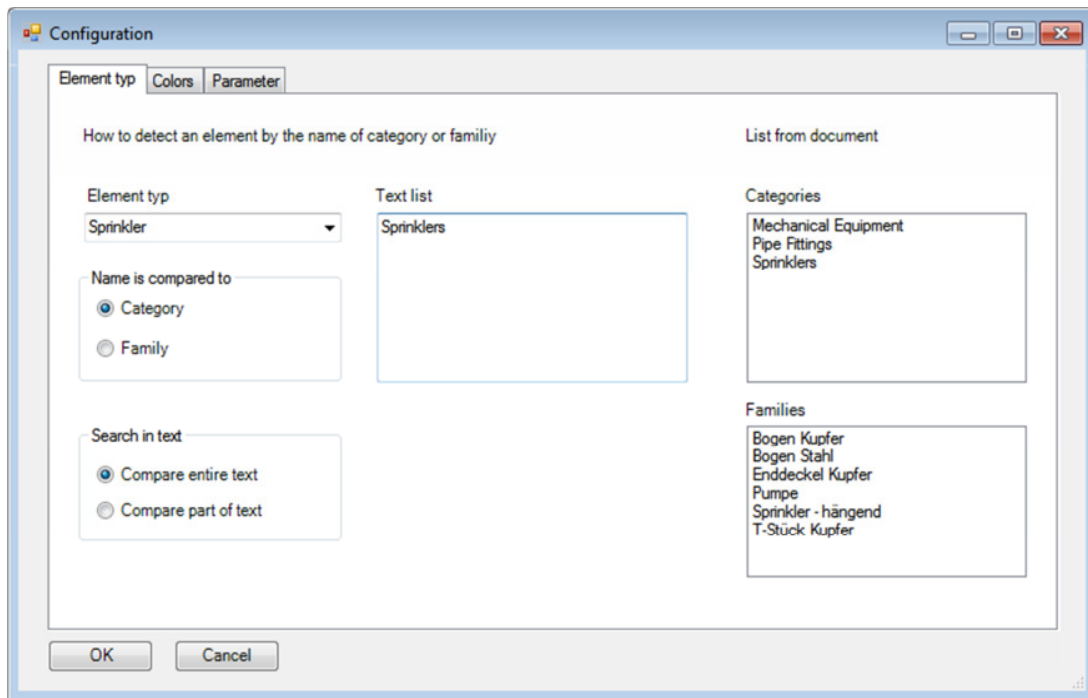 Configuration
Element typ
Colors
Parameter
How to detect an element by the name of category or familiy
List from document
Element typ
Text list
Categories
Sprinkler
Sprinklers
Mechanical Equipment
Pipe Fittings
Sprinklers
Name is compared to
Category
Family
Families
Search in text
Compare entire text
Compare part of text
Bogen Kupfer
Bogen Stahl
Enddeckel Kupfer
Pumpe
Sprinkler - hängend
T-Stück Kupfer
OK
Cancel